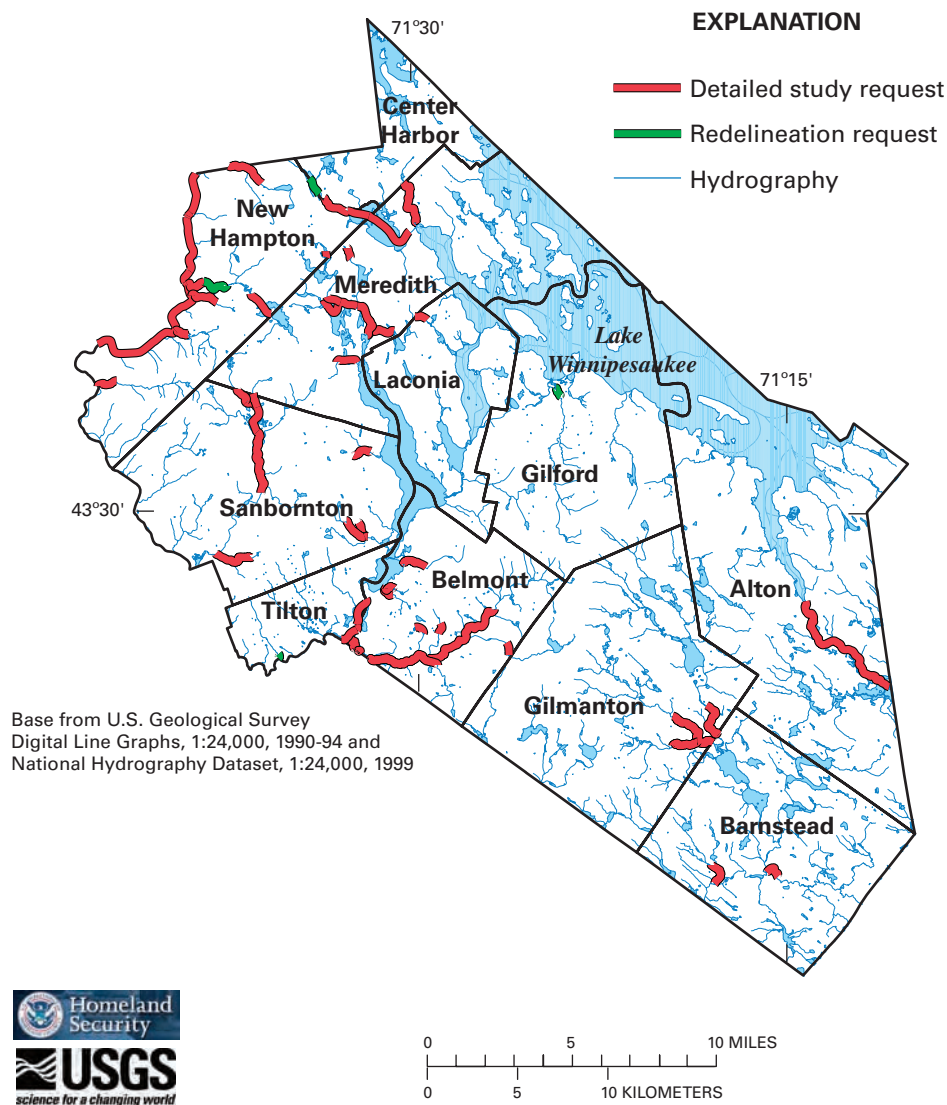 71°30'
EXPLANATION
Detailed study request
Redelineation request
Hydrography
Center
Harbor
New
Hampton
Meredith
Lake
Winnipesaukee
Laconia
71°15'
Gilford
43°30'
Sanbornton
Belmont
Alton
Tilton
Gilmanton
Base from U.S. Geological Survey
Digital Line Graphs, 1:24,000, 1990-94 and
National Hydrography Dataset, 1:24,000, 1999
Barnstead
Homeland
Security
USGS
science for a changing world
0 5 10 MILES
0 5 10 KILOMETERS